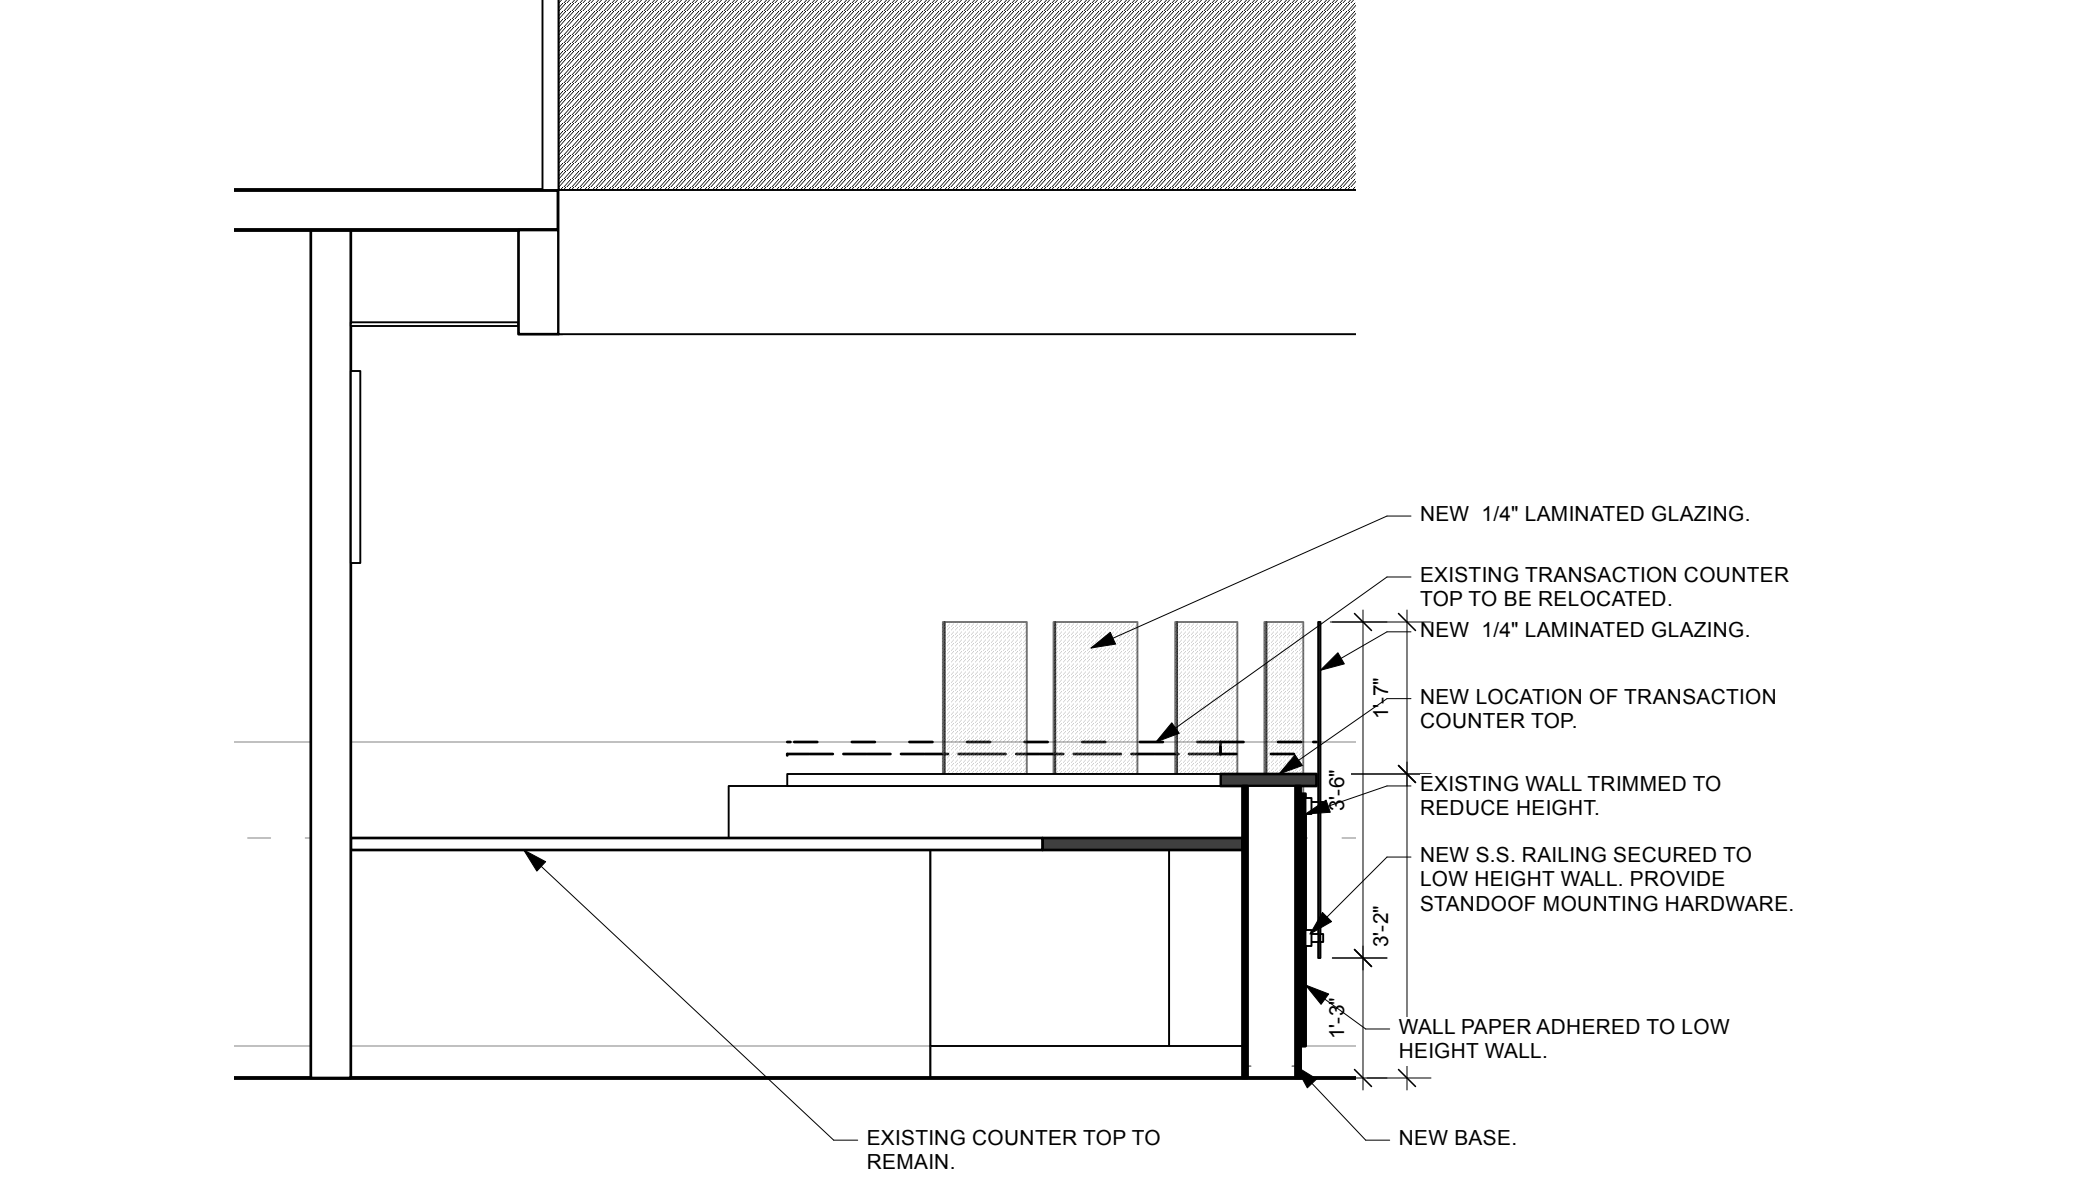 NEW  1/4" LAMINATED GLAZING.
EXISTING TRANSACTION COUNTER
TOP TO BE RELOCATED.
NEW  1/4" LAMINATED GLAZING.
1'-7"
NEW LOCATION OF TRANSACTION
COUNTER TOP.
3'-6"
EXISTING WALL TRIMMED TO
REDUCE HEIGHT.
NEW S.S. RAILING SECURED TO
LOW HEIGHT WALL. PROVIDE
STANDOOF MOUNTING HARDWARE.
3'-2"
1'-3"
WALL PAPER ADHERED TO LOW
HEIGHT WALL.
EXISTING COUNTER TOP TO
REMAIN.
NEW BASE.